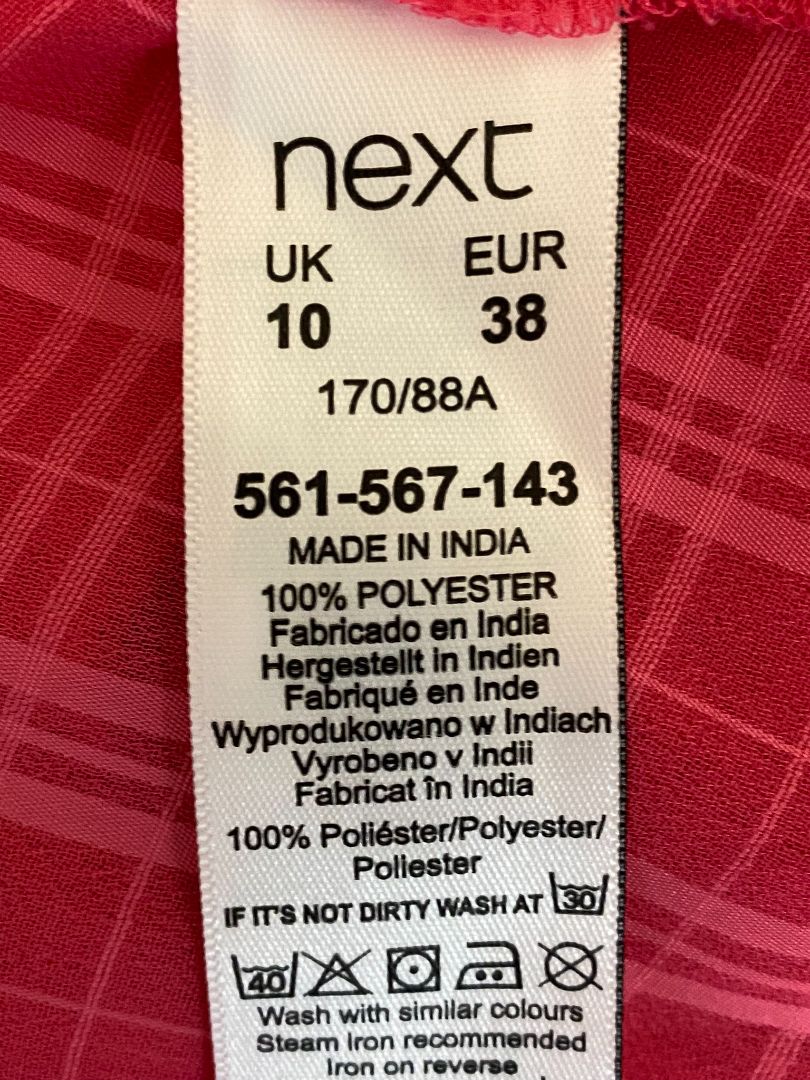 next
UK EUR
10 38
170/88A
561-567-143
MADE IN INDIA
100% POLYESTER
Fabricado en India
Hergestellt in Indien
Fabriqué en Inde
Wyprodukowano w Indiach
Vyrobeno v Indii
Fabricat în India
100% Poliéster/Polyester/
Poliester
IF IT'S NOT DIRTY WASH AT 30
40
Wash with similar colours
Steam Iron recommended
Iron on reverse